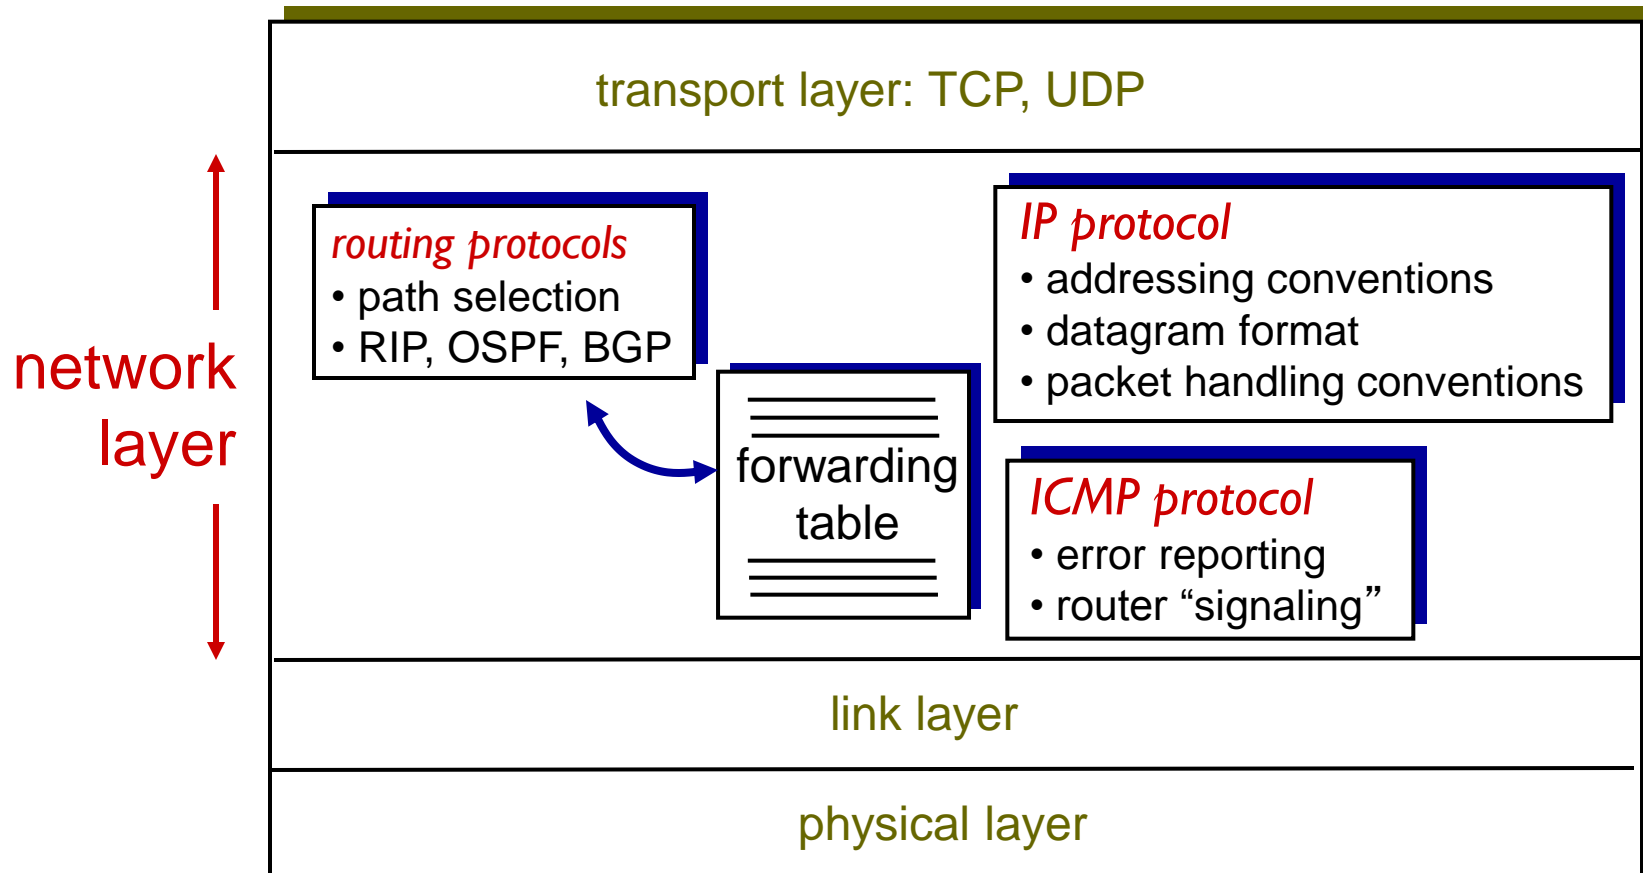 transport layer: TCP, UDP
network
layer
routing protocols
• path selection
• RIP, OSPF, BGP
forwarding
table
IP protocol
• addressing conventions
• datagram format
• packet handling conventions
ICMP protocol
• error reporting
• router “signaling”
link layer
physical layer